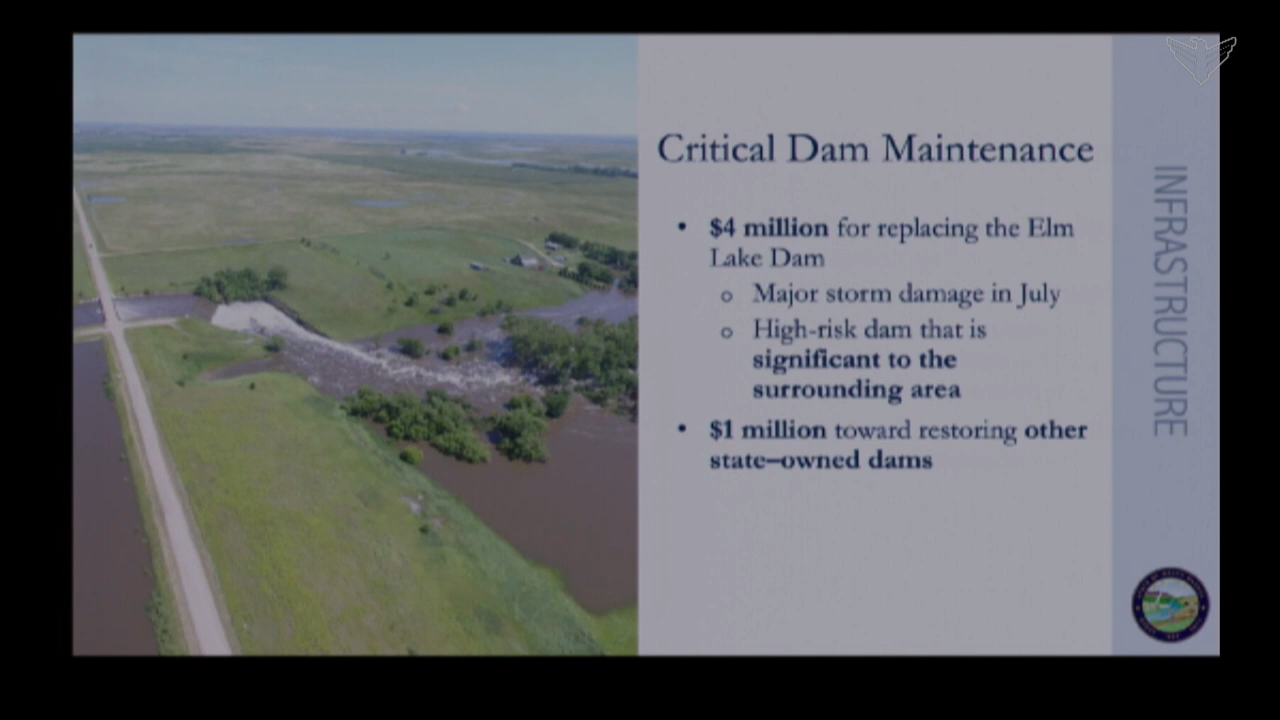 Critical Dam Maintenance
• $4 million for replacing the Elm
Lake Dam
o Major storm damage in July
o High-risk dam that is
significant to the
surrounding area
• $1 million toward restoring other
state–owned dams
INFRASTRUCTURE